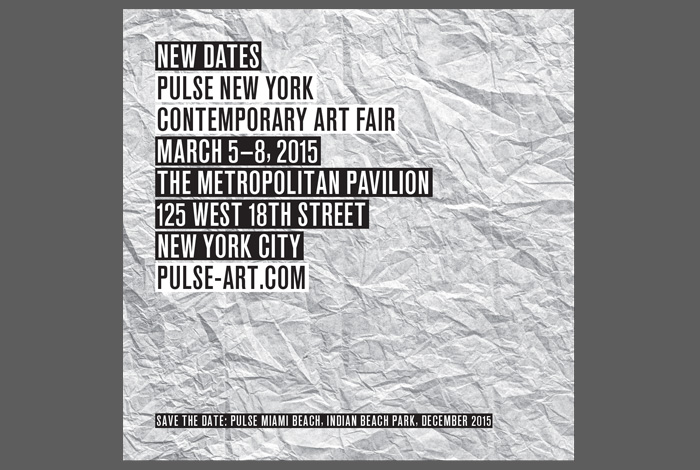 NEW DATES
PULSE NEW YORK
CONTEMPORARY ART FAIR
MARCH 5–8, 2015
THE METROPOLITAN PAVILION
125 WEST 18TH STREET
NEW YORK CITY
PULSE-ART.COM
SAVE THE DATE: PULSE MIAMI BEACH, INDIAN BEACH PARK, DECEMBER 2015